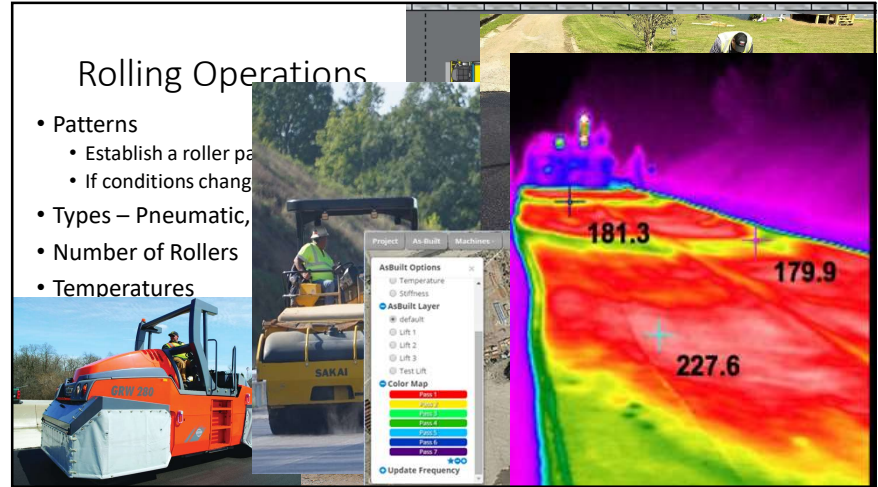 Rolling Operations
• Patterns
• Establish a roller pa
• If conditions chang
• Types – Pneumatic,
• Number of Rollers
• Temperatures
GRW 280
SAKAI
Project As-Built Machines
AsBuilt Options ×
Temperature
Stiffness
AsBuilt Layer
default
Lift 1
Lift 2
Lift 3
Test Lift
Color Map
Pass 1
Pass 2
Pass 3
Pass 4
Pass 5
Pass 6
Pass 7
Update Frequency
181.3
179.9
227.6